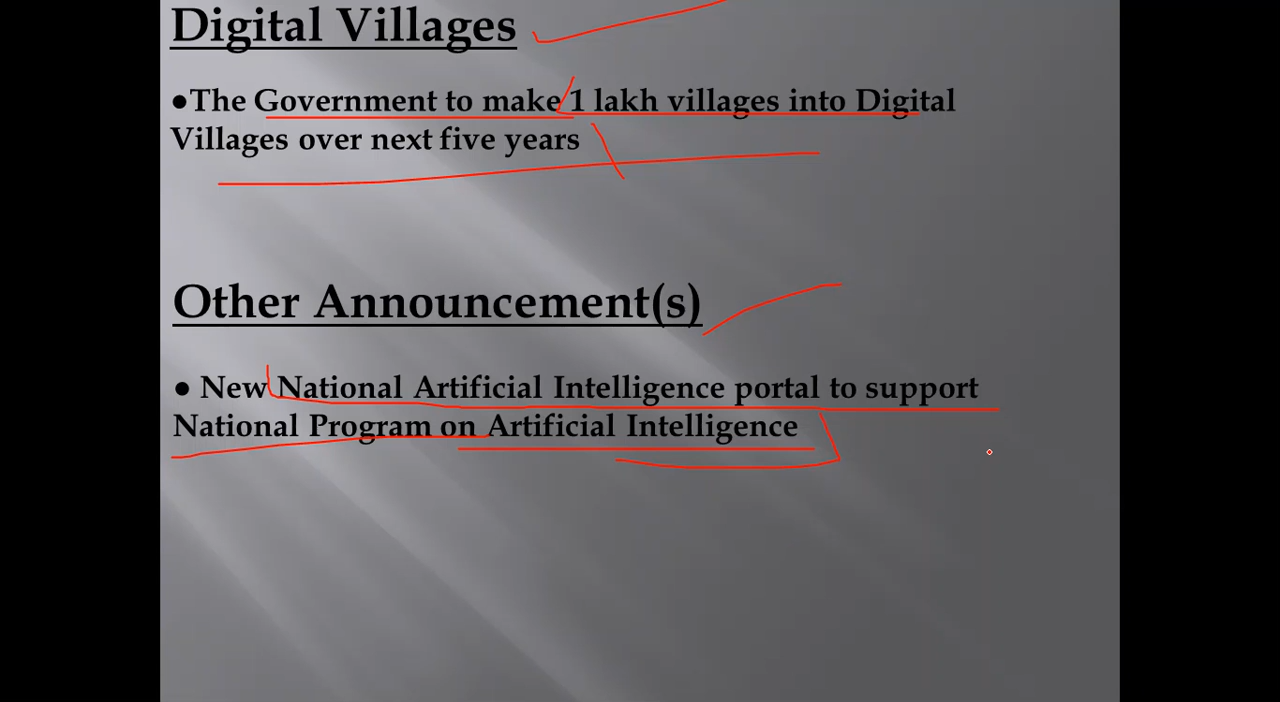 Digital Villages
●The Government to make 1 lakh villages into Digital
Villages over next five years
Other Announcement(s)
● New National Artificial Intelligence portal to support
National Program on Artificial Intelligence